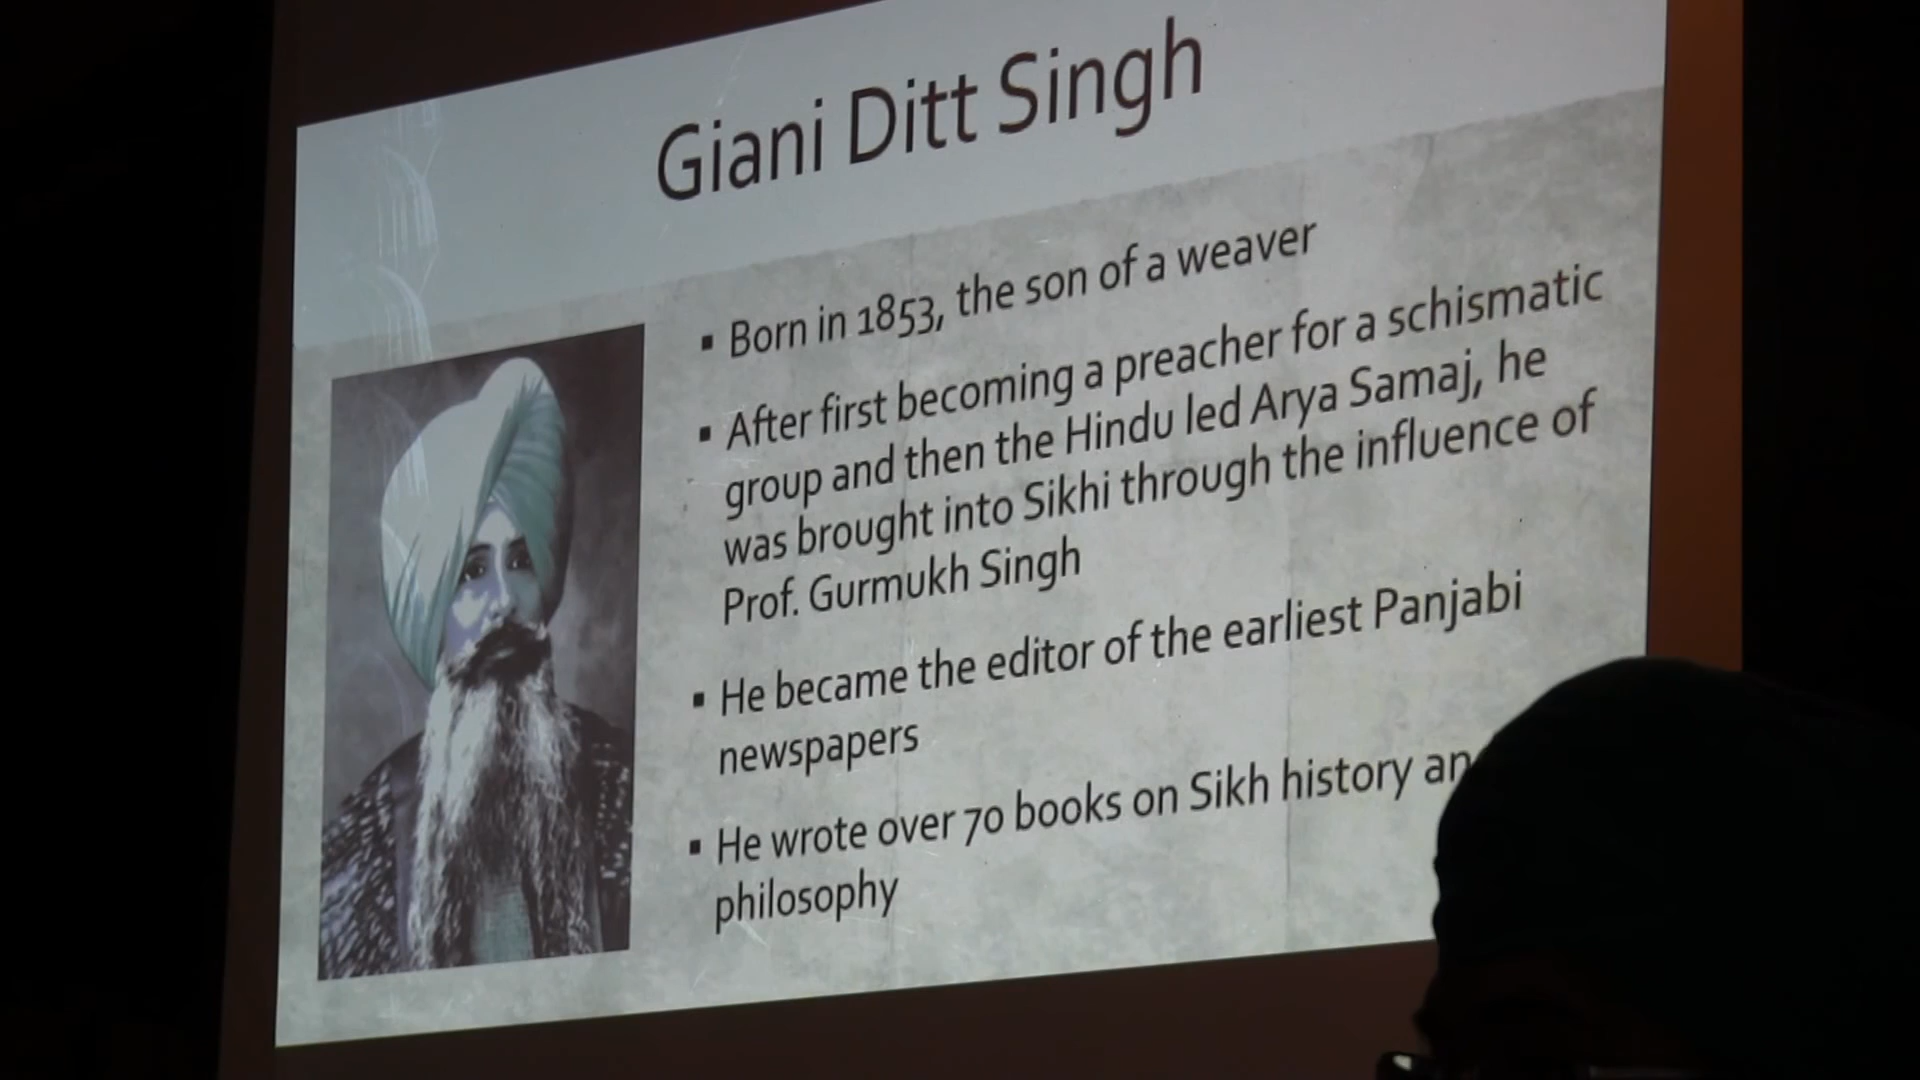 Giani Ditt Singh
▪ Born in 1853, the son of a weaver
▪ After first becoming a preacher for a schismatic
group and then the Hindu led Arya Samaj, he
was brought into Sikhi through the influence of
Prof. Gurmukh Singh
▪ He became the editor of the earliest Panjabi
newspapers
▪ He wrote over 70 books on Sikh history
philosophy